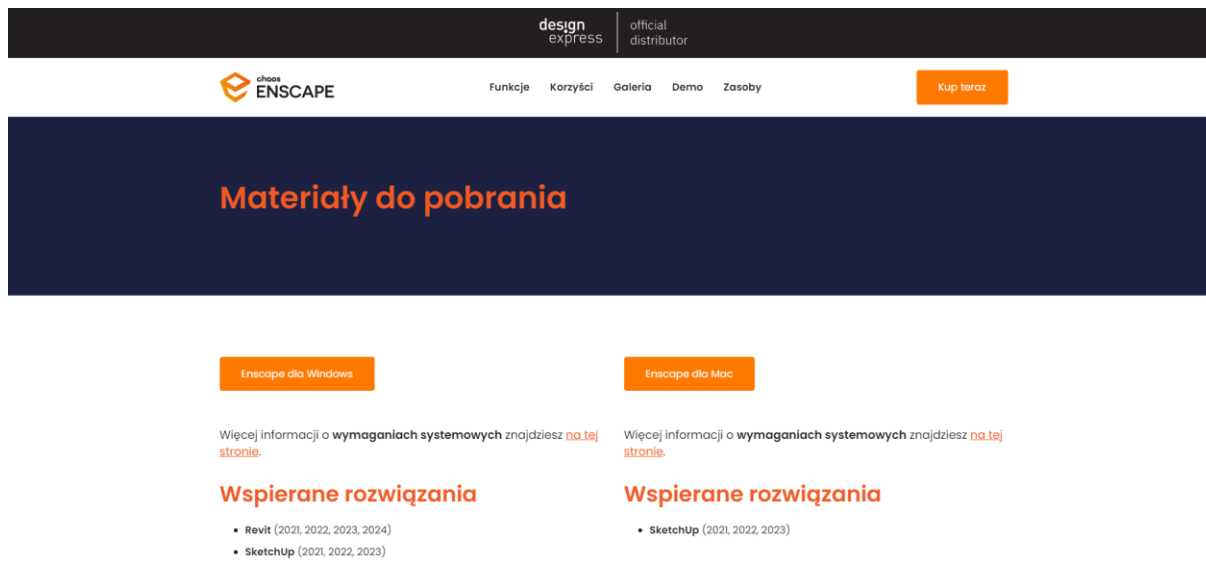 design express
official distributor
chaos ENSCAPE
Funkcje Korzyści Galeria Demo Zasoby
Kup teraz
Materiały do pobrania
Enscape dla Windows
Więcej informacji o wymaganiach systemowych znajdziesz na tej
stronie.
Wspierane rozwiązania
Revit (2021, 2022, 2023, 2024)
SketchUp (2021, 2022, 2023)
Enscape dla Mac
Więcej informacji o wymaganiach systemowych znajdziesz na tej
stronie.
Wspierane rozwiązania
SketchUp (2021, 2022, 2023)